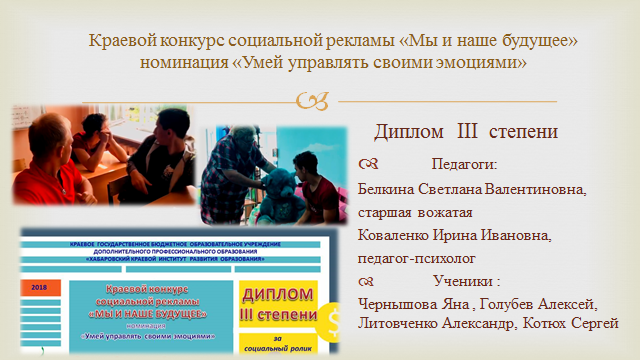 Краевой конкурс социальной рекламы «Мы и наше будущее»
номинация «Умей управлять своими эмоциями»
Диплом III степени
Педагоги:
Белкина Светлана Валентиновна,
старшая вожатая
Коваленко Ирина Ивановна,
педагог-психолог
Ученики :
Чернышова Яна , Голубев Алексей,
Литовченко Александр, Котюх Сергей
КРАЕВОЕ ГОСУДАРСТВЕННОЕ БЮДЖЕТНОЕ ОБРАЗОВАТЕЛЬНОЕ УЧРЕЖДЕНИЕ
ДОПОЛНИТЕЛЬНОГО ПРОФЕССИОНАЛЬНОГО ОБРАЗОВАНИЯ
«ХАБАРОВСКИЙ КРАЕВОЙ ИНСТИТУТ РАЗВИТИЯ ОБРАЗОВАНИЯ»
2018
Краевой конкурс
социальной рекламы
«МЫ И НАШЕ БУДУЩЕЕ»
номинация
«Умей управлять своими эмоциями»
ДИПЛОМ
III степени
за
социальный ролик